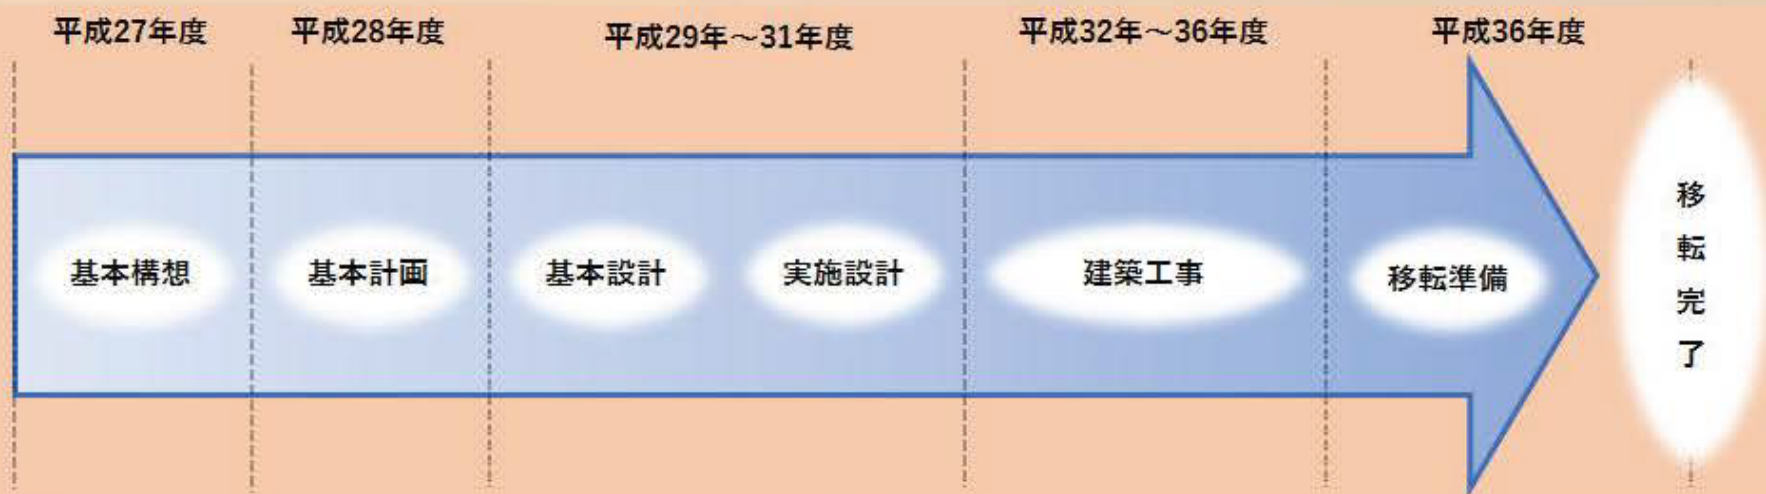 平成27年度
平成28年度
平成29年～31年度
平成32年～36年度
平成36年度
基本構想
基本計画
基本設計
実施設計
建築工事
移転準備
移転完了